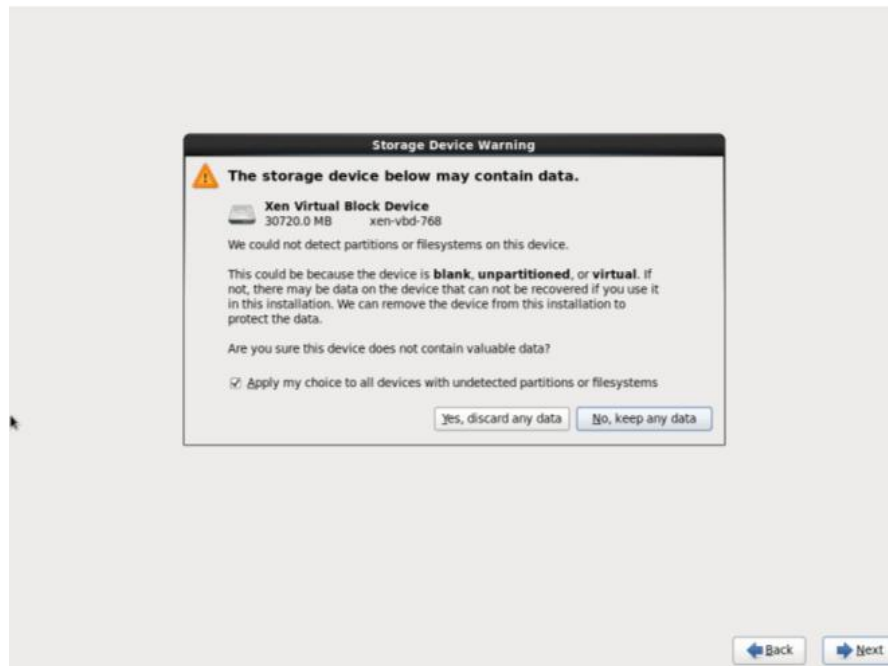 Storage Device Warning
The storage device below may contain data.
Xen Virtual Block Device
30720.0 MB xen-vbd-768
We could not detect partitions or filesystems on this device.
This could be because the device is blank, unpartitioned, or virtual. If
not, there may be data on the device that can not be recovered if you use it
in this installation. We can remove the device from this installation to
protect the data.
Are you sure this device does not contain valuable data?
Apply my choice to all devices with undetected partitions or filesystems
Yes, discard any data
No, keep any data
Back
Next